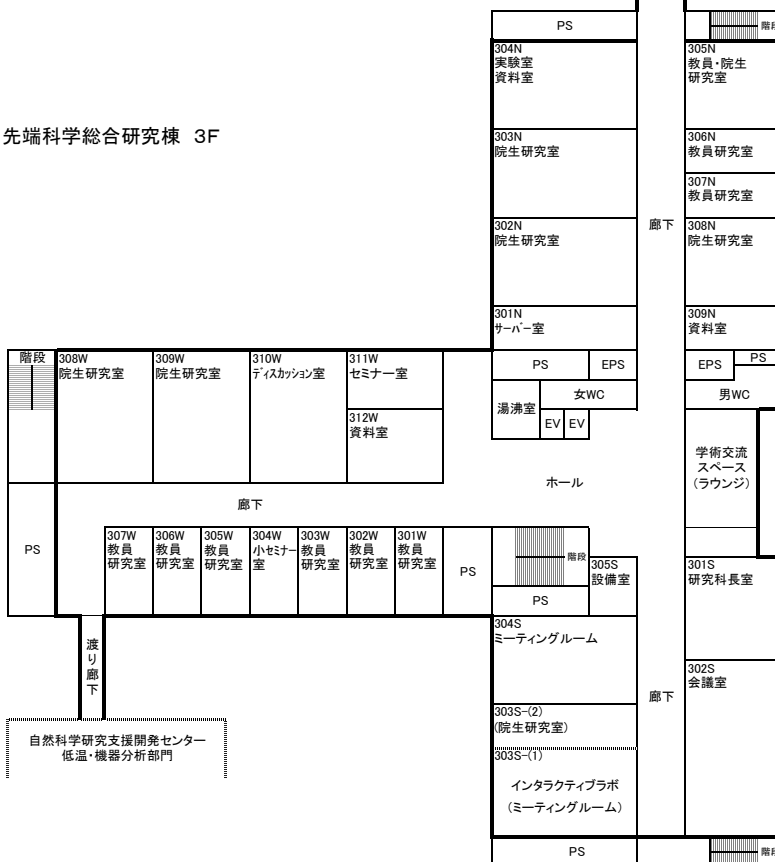 PS
階段
304N
実験室
資料室
305N
教員・院生
研究室
先端科学総合研究棟 3F
303N
院生研究室
306N
教員研究室
307N
教員研究室
302N
院生研究室
廊下
308N
院生研究室
301N
サーバー室
309N
資料室
階段
308W
院生研究室
309W
院生研究室
310W
ディスカッション室
311W
セミナー室
PS
EPS
EPS
PS
湯沸室
女WC
男WC
EV
EV
312W
資料室
学術交流
スペース
(ラウンジ)
ホール
廊下
PS
307W
教員
研究室
306W
教員
研究室
305W
教員
研究室
304W
小セミナー
室
303W
教員
研究室
302W
教員
研究室
301W
教員
研究室
PS
階段
305S
設備室
301S
研究科長室
PS
304S
ミーティングルーム
渡り廊下
302S
会議室
廊下
303S-(2)
(院生研究室)
自然科学研究支援開発センター
低温・機器分析部門
303S-(1)
インタラクティブラボ
(ミーティングルーム)
PS
階段